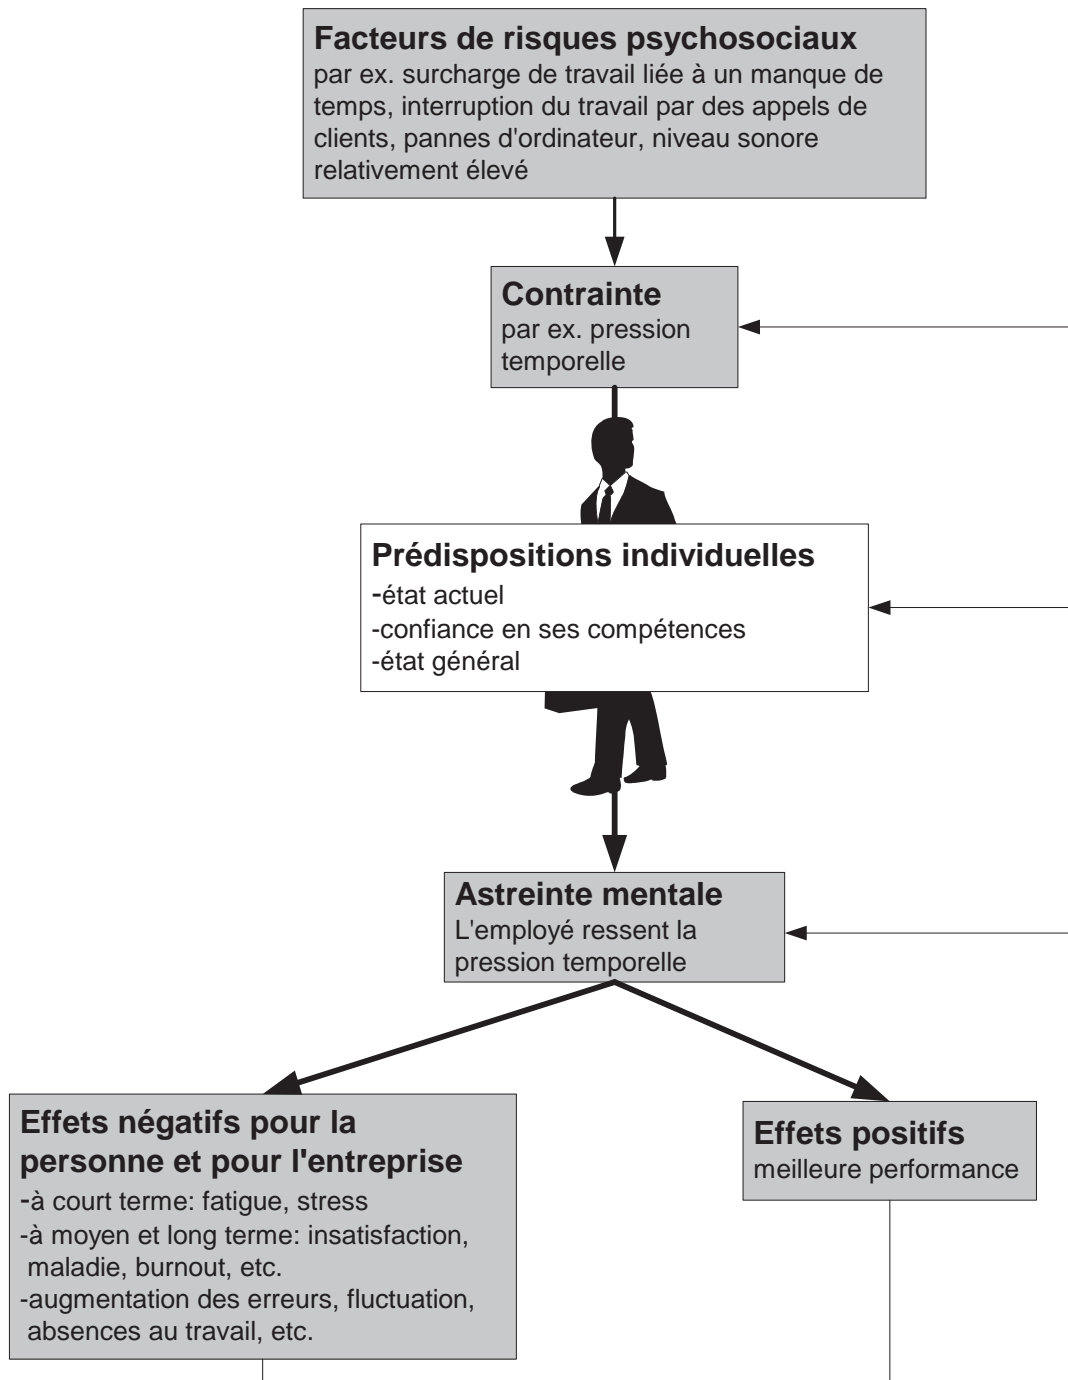 Facteurs de risques psychosociaux
par ex. surcharge de travail liée à un manque de
temps, interruption du travail par des appels de
clients, pannes d'ordinateur, niveau sonore
relativement élevé
Contrainte
par ex. pression
temporelle
Prédispositions individuelles
-état actuel
-confiance en ses compétences
-état général
Astreinte mentale
L'employé ressent la
pression temporelle
Effets négatifs pour la
personne et pour l'entreprise
-à court terme: fatigue, stress
-à moyen et long terme: insatisfaction,
maladie, burnout, etc.
-augmentation des erreurs, fluctuation,
absences au travail, etc.
Effets positifs
meilleure performance